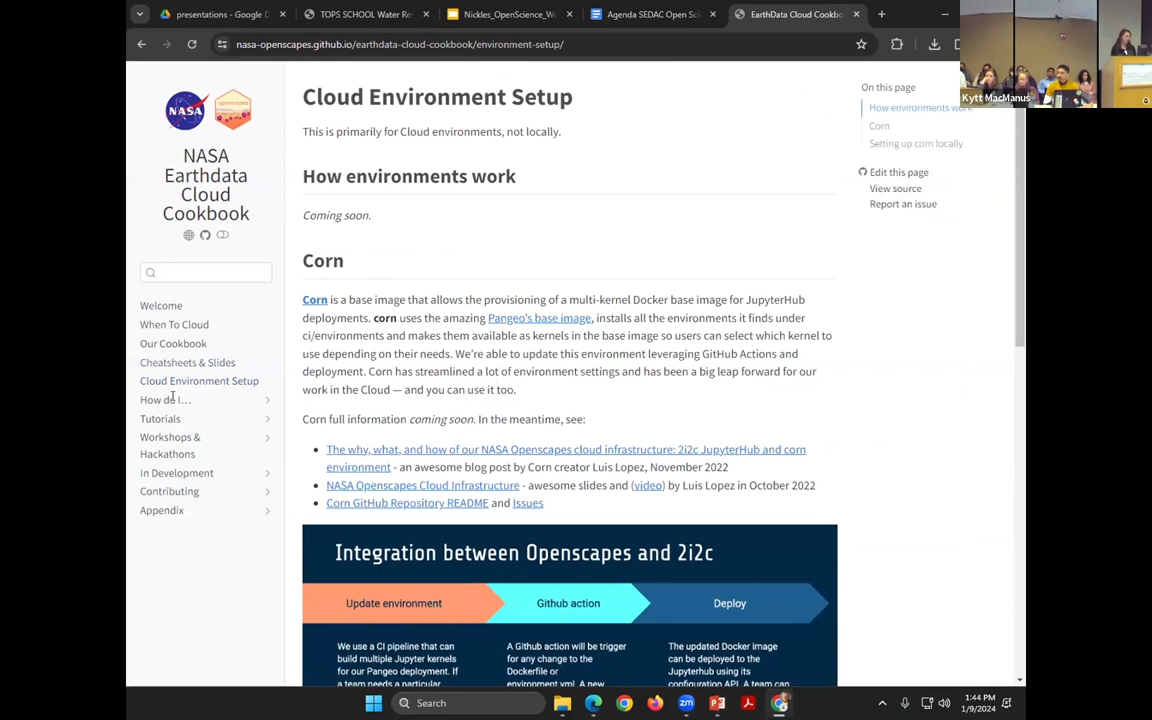 presentations - Google D
TOPS SCHOOL Water Re
Nickles_OpenScience_W
Agenda SEDAC Open Sc
EarthData Cloud Cookbo
nasa-openscapes.github.io/earthdata-cloud-cookbook/environment-setup/
Kytt MacManus
NASA
openscapes
NASA
Earthdata
Cloud
Cookbook
Welcome
When To Cloud
Our Cookbook
Cheatsheets & Slides
Cloud Environment Setup
How do I...
Tutorials
Workshops &
Hackathons
In Development
Contributing
Appendix
Cloud Environment Setup
This is primarily for Cloud environments, not locally.
How environments work
Coming soon.
Corn
Corn is a base image that allows the provisioning of a multi-kernel Docker base image for JupyterHub
deployments. corn uses the amazing Pangeo's base image, installs all the environments it finds under
ci/environments and makes them available as kernels in the base image so users can select which kernel to
use depending on their needs. We're able to update this environment leveraging GitHub Actions and
deployment. Corn has streamlined a lot of environment settings and has been a big leap forward for our
work in the Cloud — and you can use it too.
Corn full information coming soon. In the meantime, see:
The why, what, and how of our NASA Openscapes cloud infrastructure: 2i2c JupyterHub and corn
environment - an awesome blog post by Corn creator Luis Lopez, November 2022
NASA Openscapes Cloud Infrastructure - awesome slides and (video) by Luis Lopez in October 2022
Corn GitHub Repository README and Issues
Integration between Openscapes and 2i2c
Update environment
Github action
Deploy
We use a CI pipeline that can
build multiple Jupyter kernels
for our Pangeo deployment. If
a team needs a particular
A Github action will be trigger
for any change to the
Dockerfile or
environment.yml. A new
The updated Docker image
can be deployed to the
Jupyterhub using its
configuration API. A team can
On this page
How environments work
Corn
Setting up corn locally
Edit this page
View source
Report an issue
Search
1:44 PM
1/9/2024